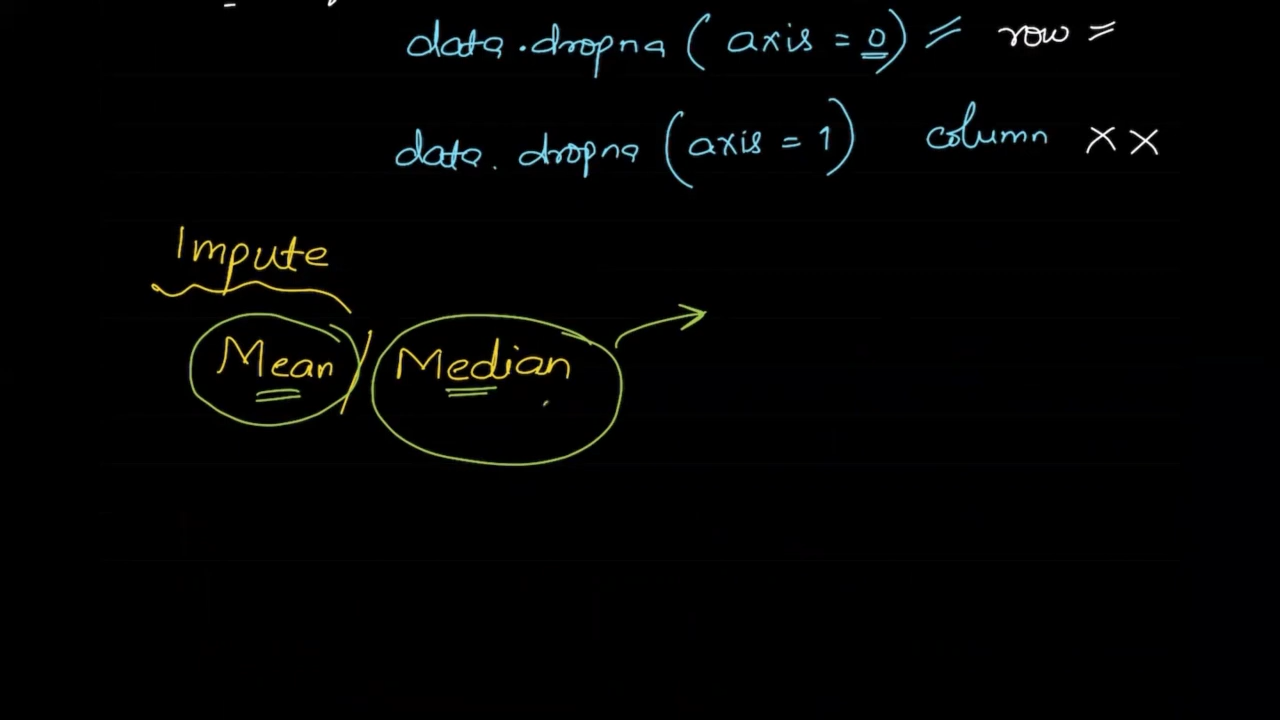 data.dropna (axis = 0) = row =
data.dropna (axis = 1) column X X
Impute
Mean / Median